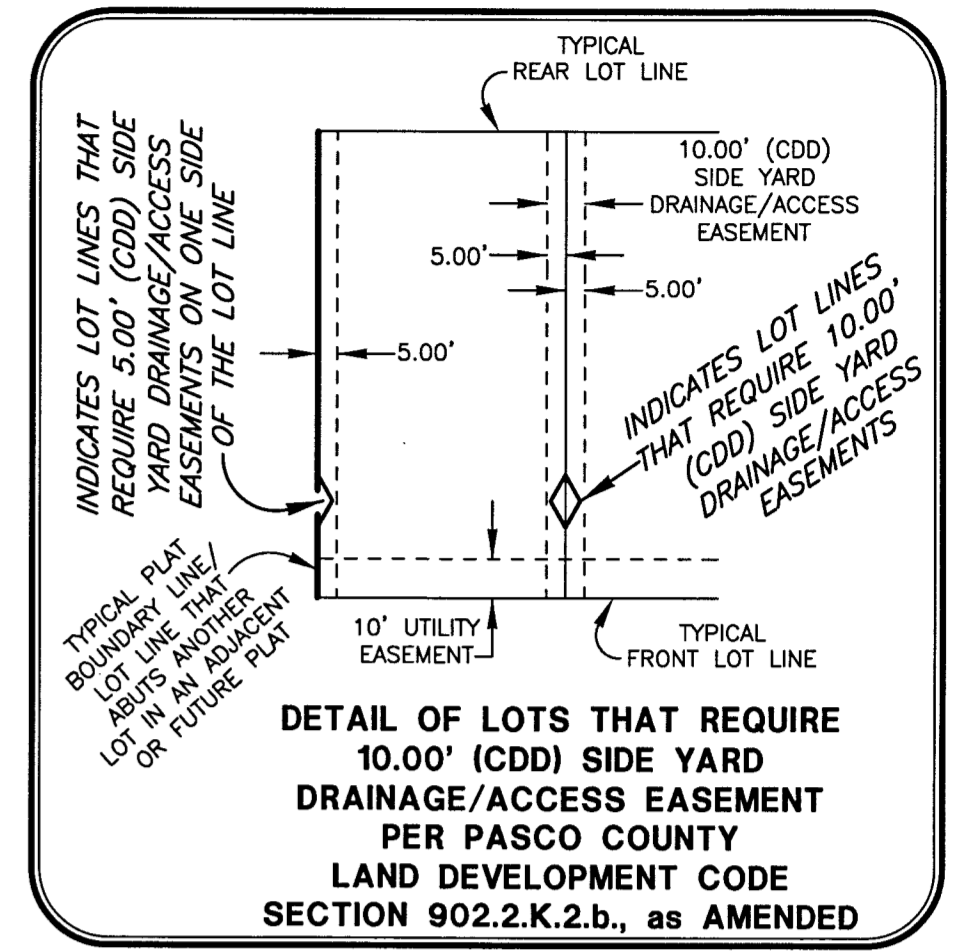 TYPICAL
REAR LOT LINE
INDICATES LOT LINES THAT
REQUIRE 5.00' (CDD) SIDE
YARD DRAINAGE/ACCESS
EASEMENTS ON ONE SIDE
OF THE LOT LINE
10.00' (CDD)
SIDE YARD
DRAINAGE/ACCESS
EASEMENT
5.00'
5.00'
5.00'
INDICATES LOT LINES
THAT REQUIRE 10.00'
(CDD) SIDE YARD
DRAINAGE/ACCESS
EASEMENTS
TYPICAL PLAT
BOUNDARY LINE/
LOT LINE THAT
ABUTS ANOTHER
LOT IN AN ADJACENT
OR FUTURE PLAT
10' UTILITY
EASEMENT
TYPICAL
FRONT LOT LINE
DETAIL OF LOTS THAT REQUIRE
10.00' (CDD) SIDE YARD
DRAINAGE/ACCESS EASEMENT
PER PASCO COUNTY
LAND DEVELOPMENT CODE
SECTION 902.2.K.2.b., as AMENDED